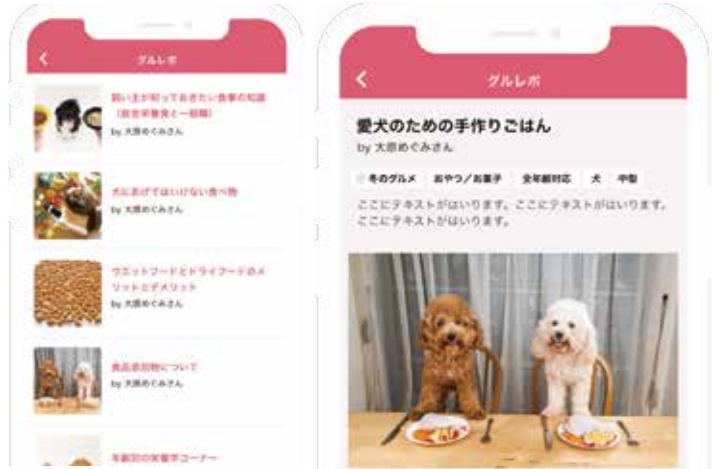 グルレポ
飼い主が知っておきたい食事の知識
（総合栄養食と一般職）
by 大原めぐみさん
犬にあげてはいけない食べ物
by 大原めぐみさん
ウエットフードとドライフードのメ
リットとデメリット
by 大原めぐみさん
食品添加物について
by 大原めぐみさん
年齢別の栄養学コーナー
グルレポ
愛犬のための手作りごはん
by 大原めぐみさん
冬のグルメ おやつ／お菓子 全年齢対応 犬 中型
ここにテキストがはいります。ここにテキストがはいります。
ここにテキストがはいります。